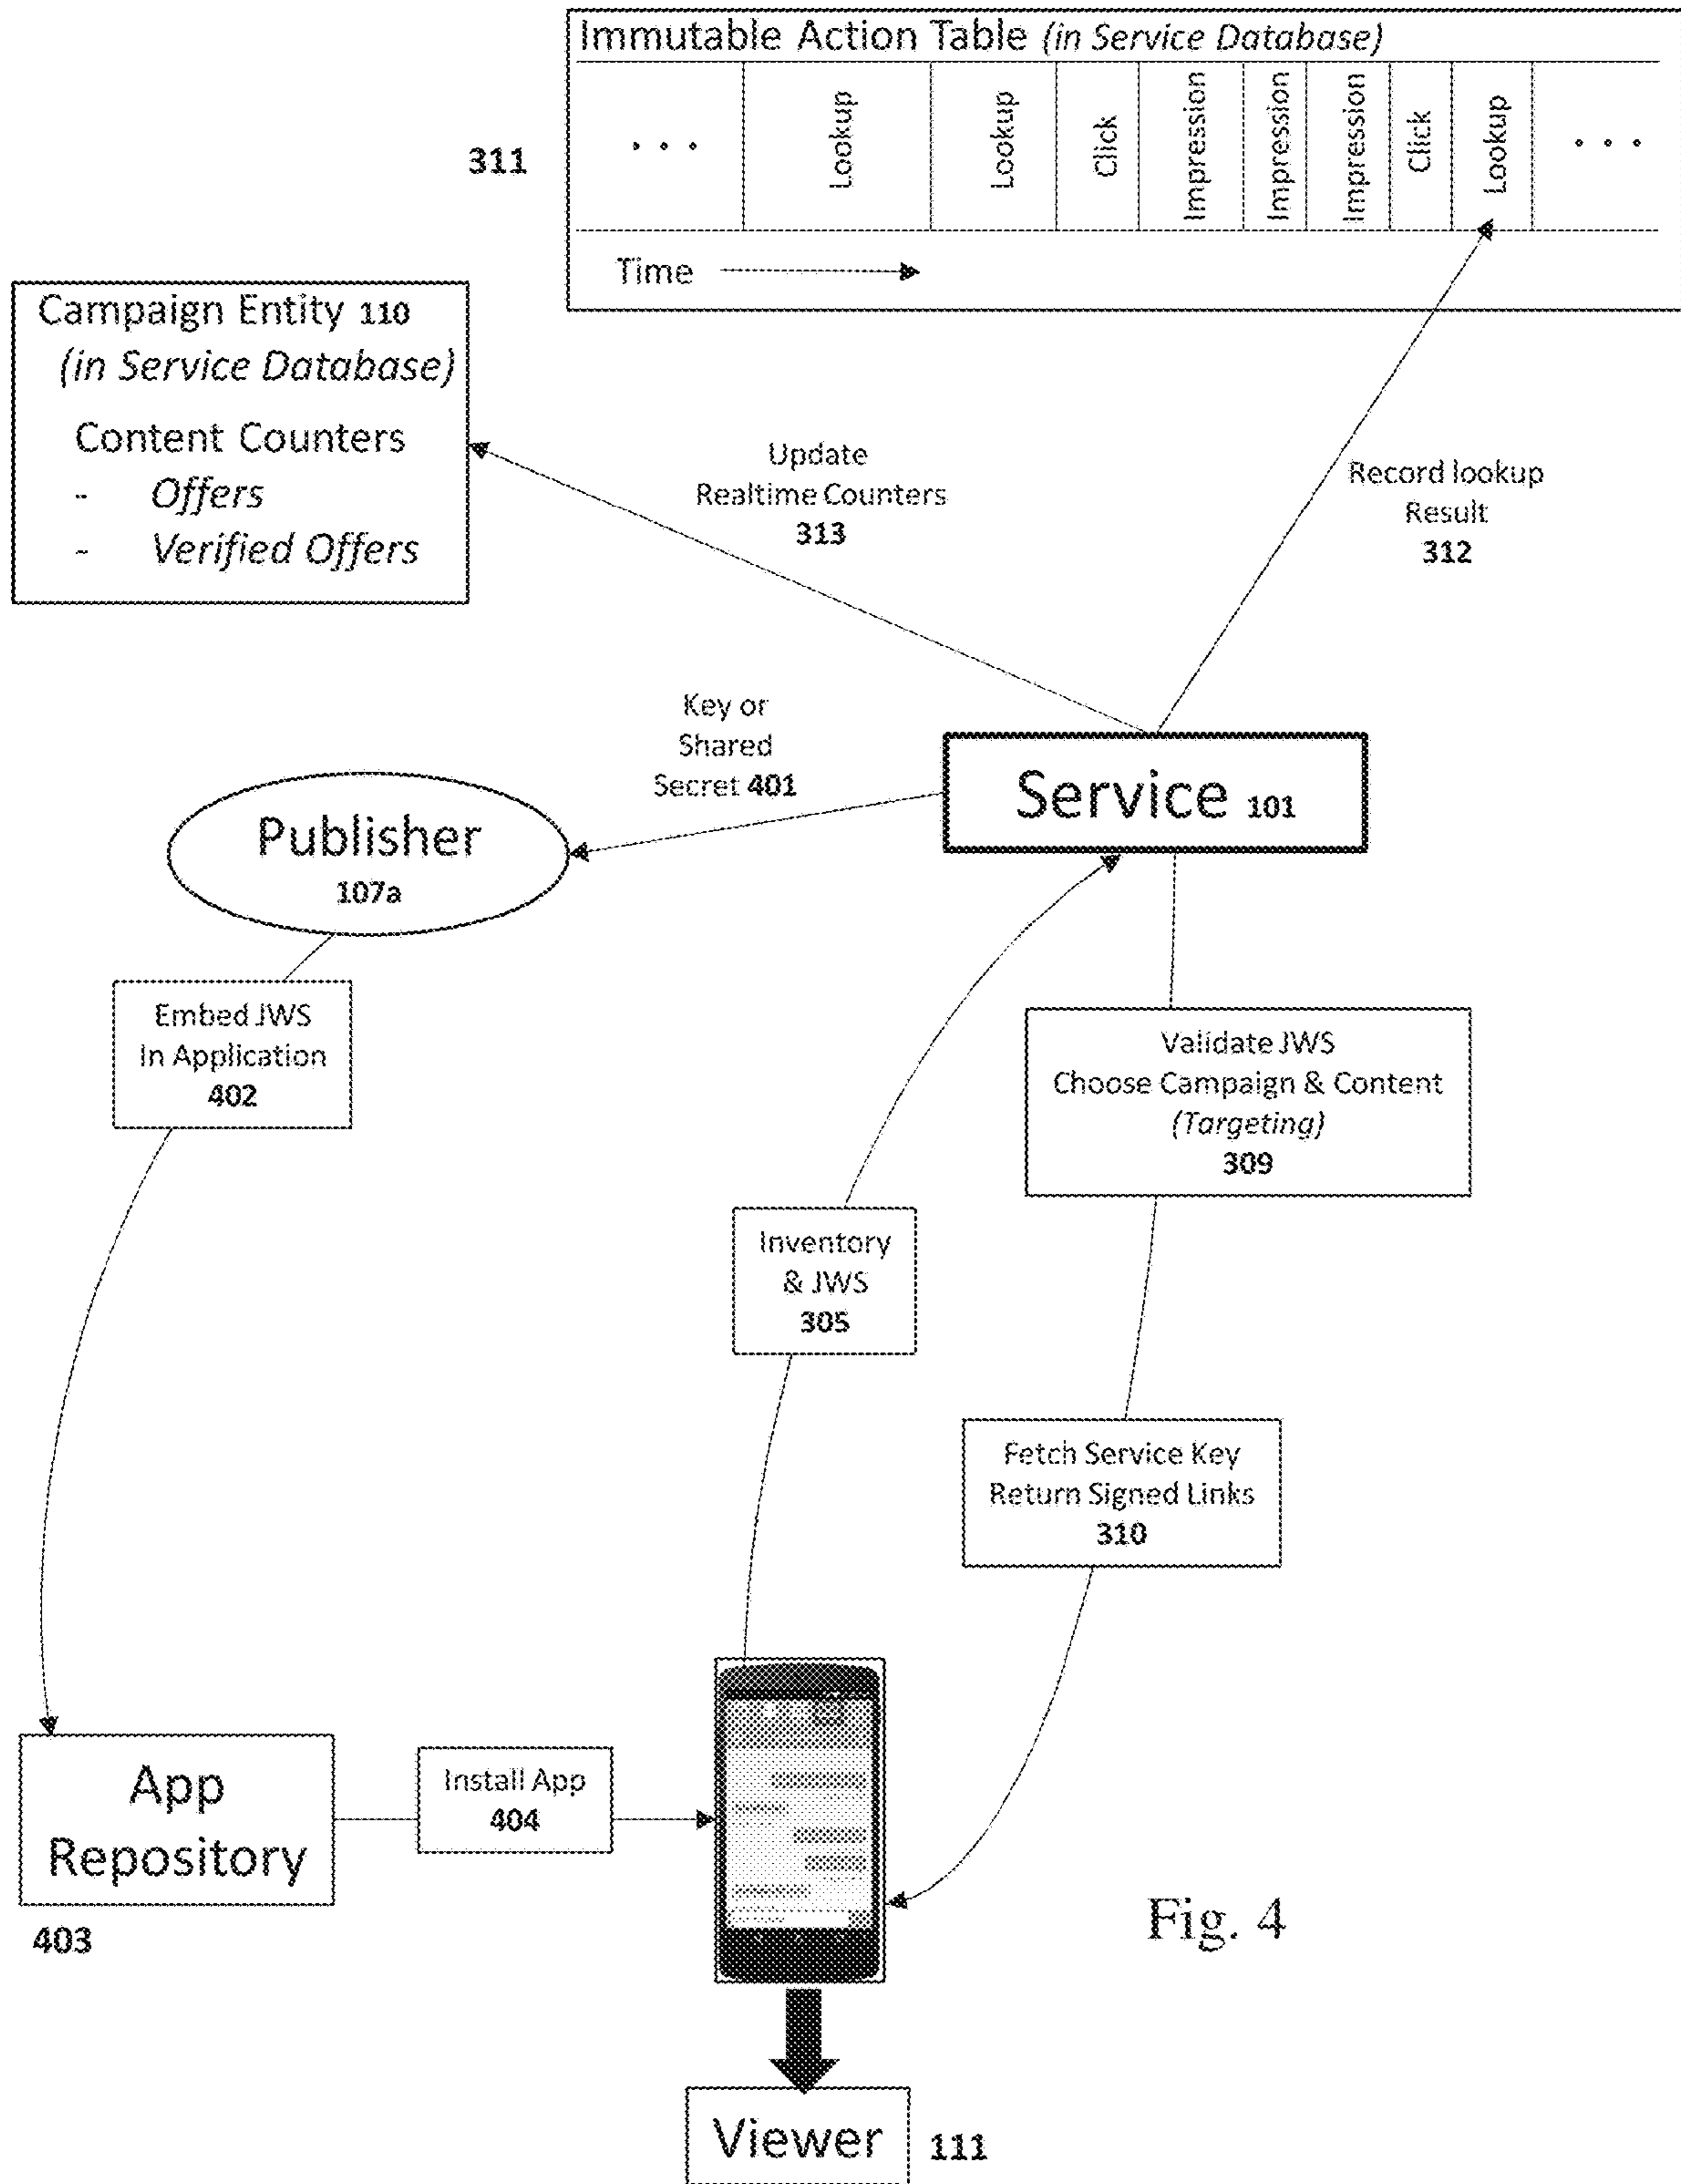 Immutable Action Table (in Service Database)
. . .
Lookup
Lookup
Click
Impression
Impression
Impression
Click
Lookup
. . .
311
Time
Campaign Entity 110
(in Service Database)
Content Counters
- Offers
- Verified Offers
Update
Realtime Counters
313
Record lookup
Result
312
Key or
Shared
Secret 401
Service 101
Publisher
107a
Embed JWS
In Application
402
Validate JWS
Choose Campaign & Content
(Targeting)
309
Inventory
& JWS
305
Fetch Service Key
Return Signed Links
310
App
Repository
403
Install App
404
Fig. 4
Viewer 111